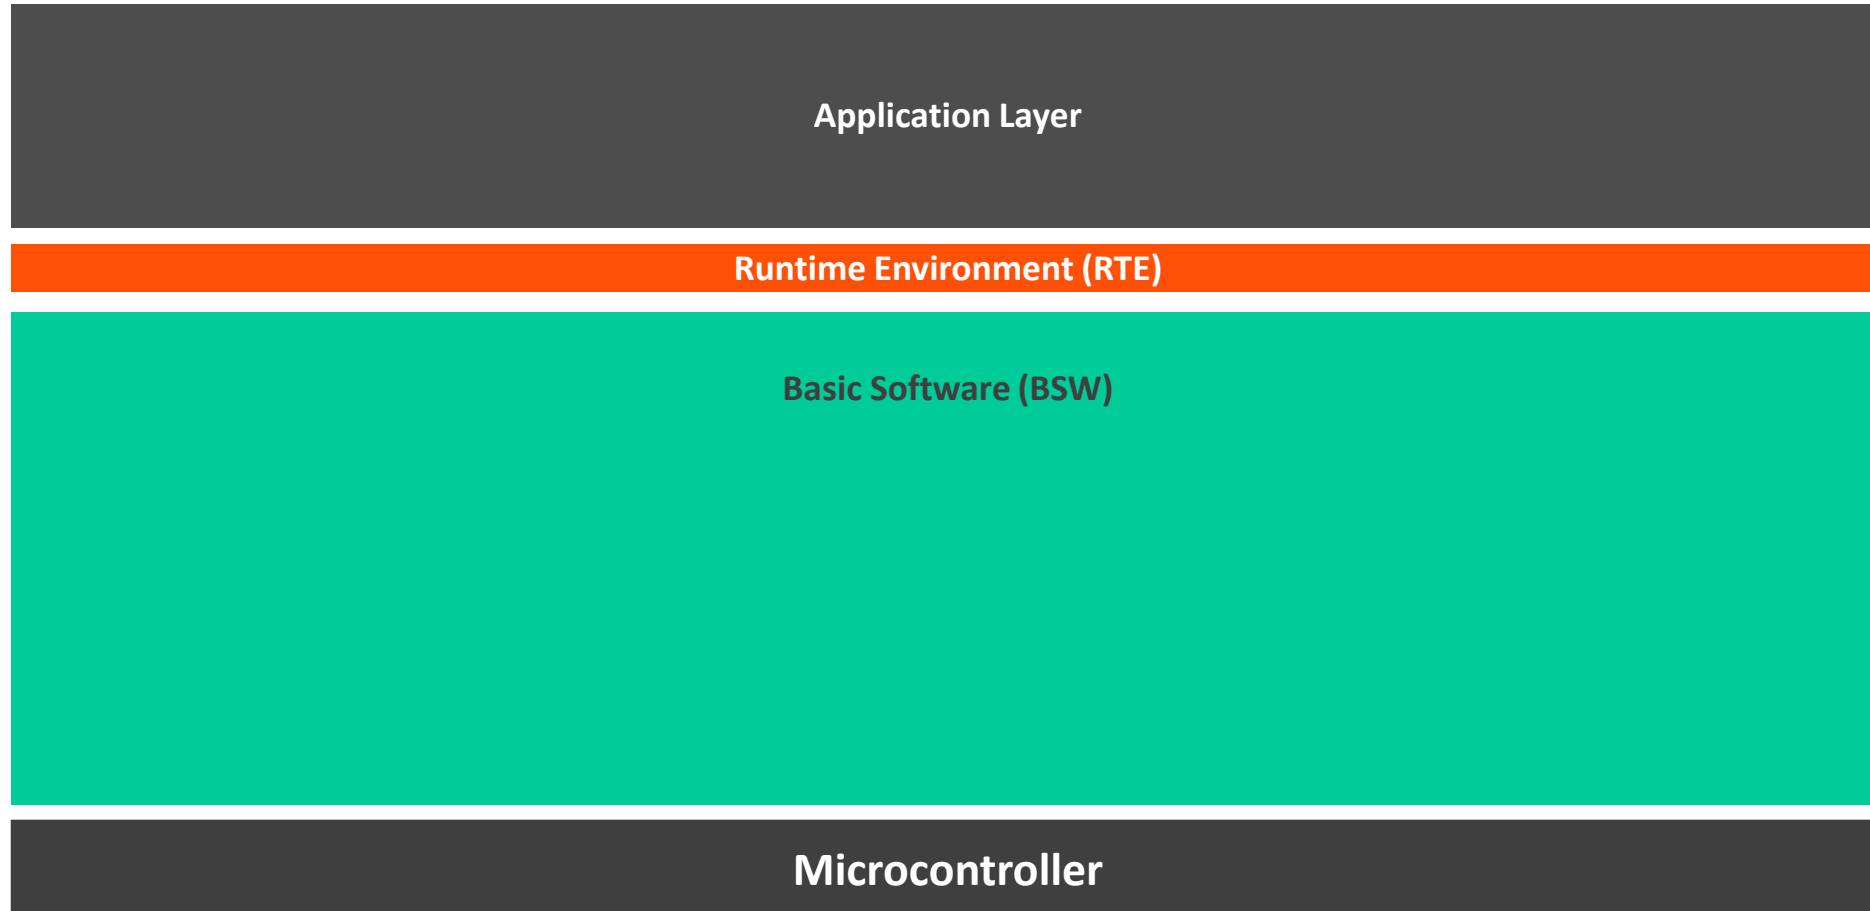 Application Layer
Runtime Environment (RTE)
Basic Software (BSW)
Microcontroller